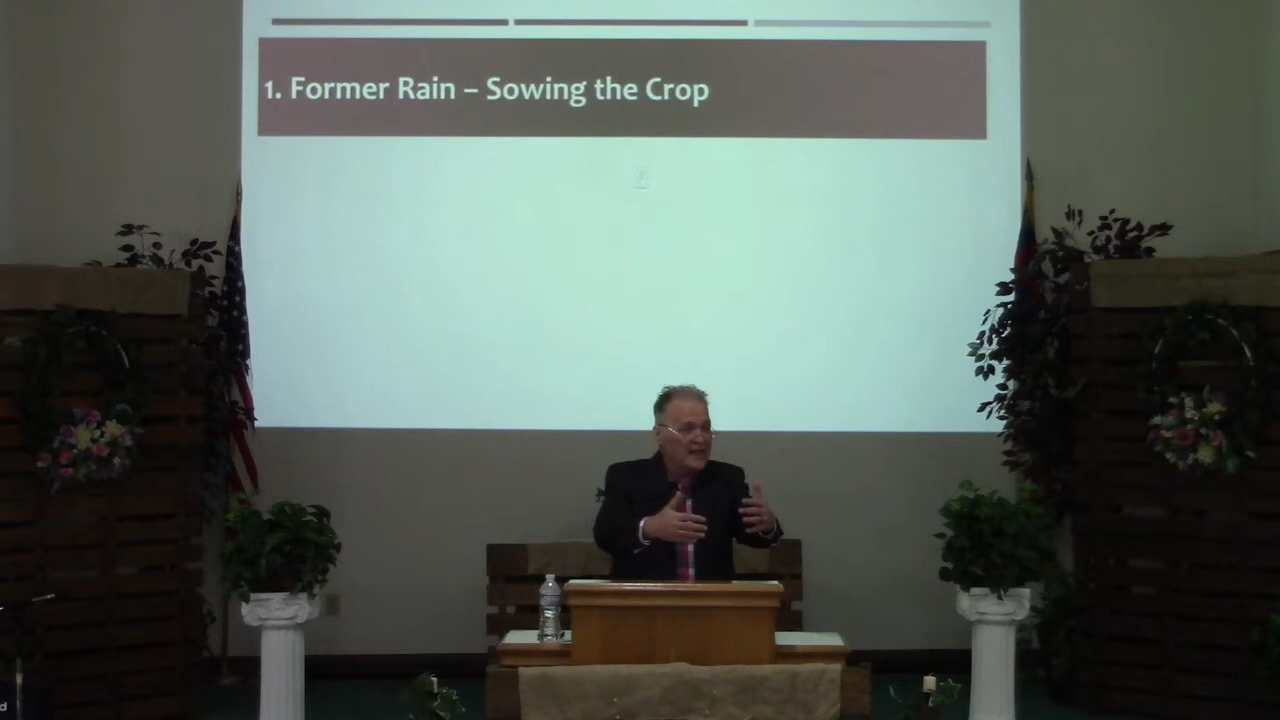 1. Former Rain – Sowing the Crop
d